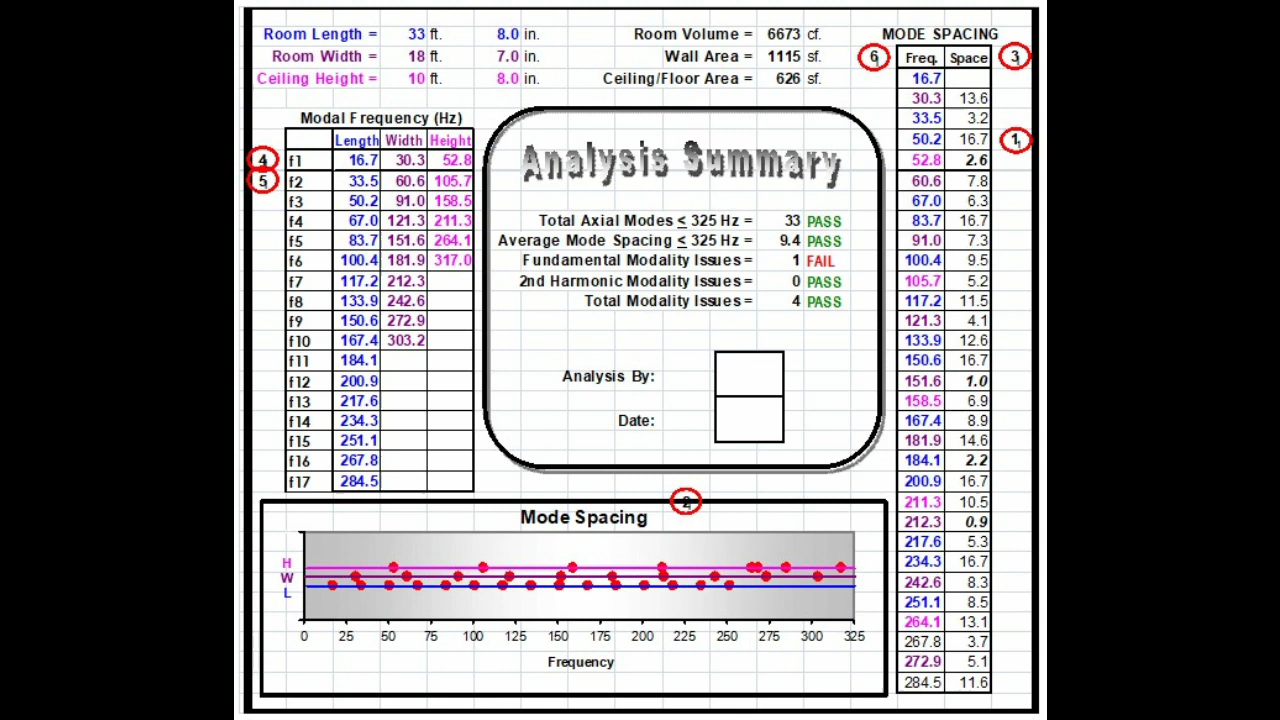 Room Length = 33 ft. 8.0 in. Room Volume = 6673 cf. MODE SPACING
Room Width = 18 ft. 7.0 in. Wall Area = 1115 sf. 6 Freq. Space 3
Ceiling Height = 10 ft. 8.0 in. Ceiling/Floor Area = 626 sf. 16.7
30.3 13.6
33.5 3.2
50.2 16.7 1
52.8 2.6
60.6 7.8
67.0 6.3
83.7 16.7
91.0 7.3
100.4 9.5
105.7 5.2
117.2 11.5
121.3 4.1
133.9 12.6
150.6 16.7
151.6 1.0
158.5 6.9
167.4 8.9
181.9 14.6
184.1 2.2
200.9 16.7
211.3 10.5
212.3 0.9
217.6 5.3
234.3 16.7
242.6 8.3
251.1 8.5
264.1 13.1
267.8 3.7
272.9 5.1
284.5 11.6
Modal Frequency (Hz)
Length Width Height
4 f1 16.7 30.3 52.8
5 f2 33.5 60.6 105.7
f3 50.2 91.0 158.5
f4 67.0 121.3 211.3
f5 83.7 151.6 264.1
f6 100.4 181.9 317.0
f7 117.2 212.3
f8 133.9 242.6
f9 150.6 272.9
f10 167.4 303.2
f11 184.1
f12 200.9
f13 217.6
f14 234.3
f15 251.1
f16 267.8
f17 284.5
Analysis Summary
Total Axial Modes ≤ 325 Hz = 33 PASS
Average Mode Spacing ≤ 325 Hz = 9.4 PASS
Fundamental Modality Issues = 1 FAIL
2nd Harmonic Modality Issues = 0 PASS
Total Modality Issues = 4 PASS
Analysis By:
Date:
2
Mode Spacing
H
W
L
0 25 50 75 100 125 150 175 200 225 250 275 300 325
Frequency